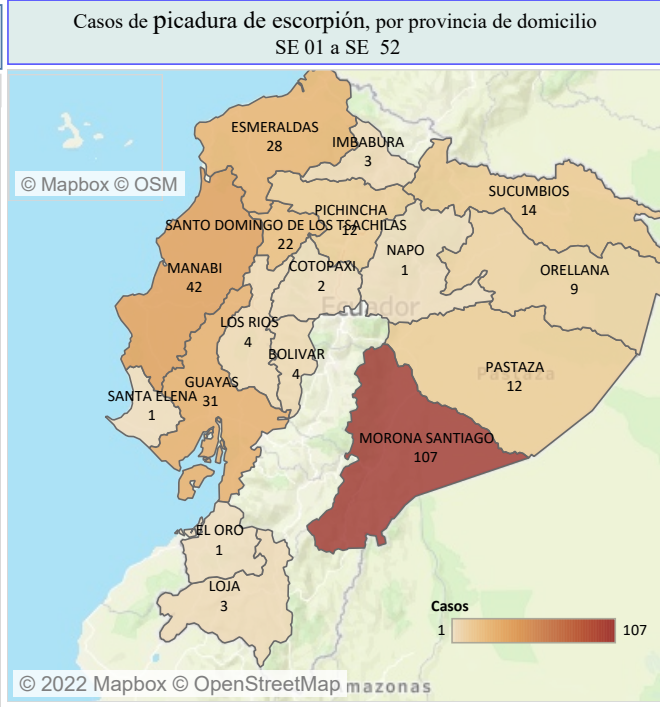 Casos de picadura de escorpión, por provincia de domicilio
SE 01 a SE 52
ESMERALDAS
28
IMBABURA
3
© Mapbox © OSM
SUCUMBIOS
14
PICHINCHA
12
SANTO DOMINGO DE LOS TSACHILAS
22
NAPO
1
MANABI
42
COTOPAXI
2
ORELLANA
9
Ecuador
LOS RIOS
4
BOLIVAR
4
PASTAZA
Pastaza
12
GUAYAS
31
SANTA ELENA
1
MORONA SANTIAGO
107
EL ORO
1
LOJA
3
Casos
1
107
© 2022 Mapbox © OpenStreetMap
mazonas